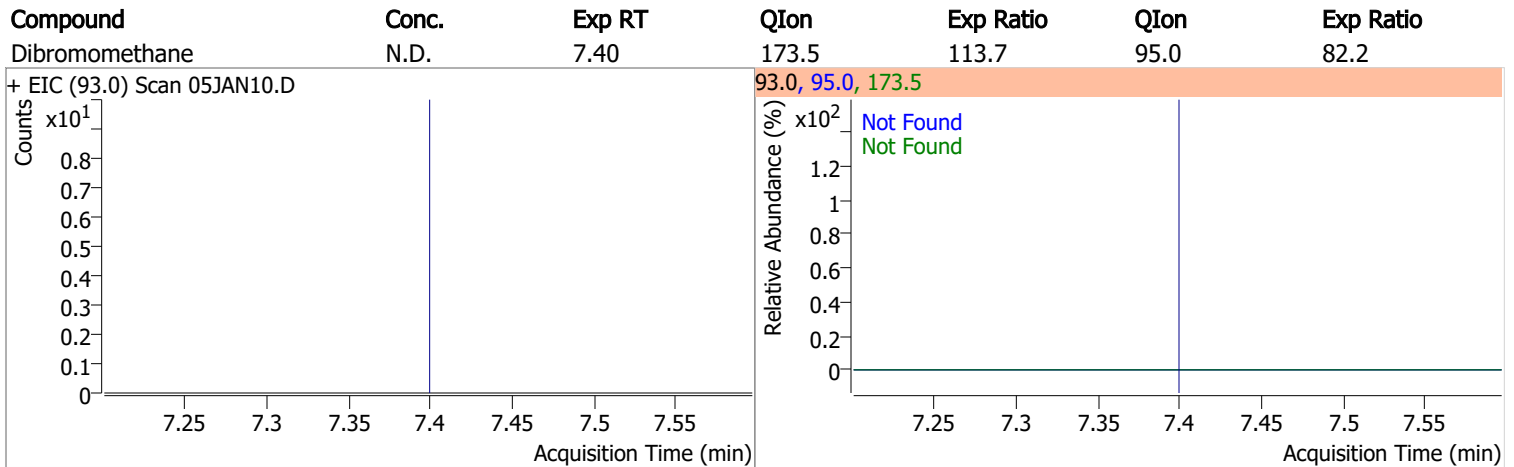 Compound Conc. Exp RT QIon Exp Ratio QIon Exp Ratio
Dibromomethane N.D. 7.40 173.5 113.7 95.0 82.2
+ EIC (93.0) Scan 05JAN10.D
Counts
x10¹
0.8
0.7
0.6
0.5
0.4
0.3
0.2
0.1
0
7.25 7.3 7.35 7.4 7.45 7.5 7.55
Acquisition Time (min)
93.0, 95.0, 173.5
Relative Abundance (%)
x10²
Not Found
Not Found
1.2
1
0.8
0.6
0.4
0.2
0
7.25 7.3 7.35 7.4 7.45 7.5 7.55
Acquisition Time (min)